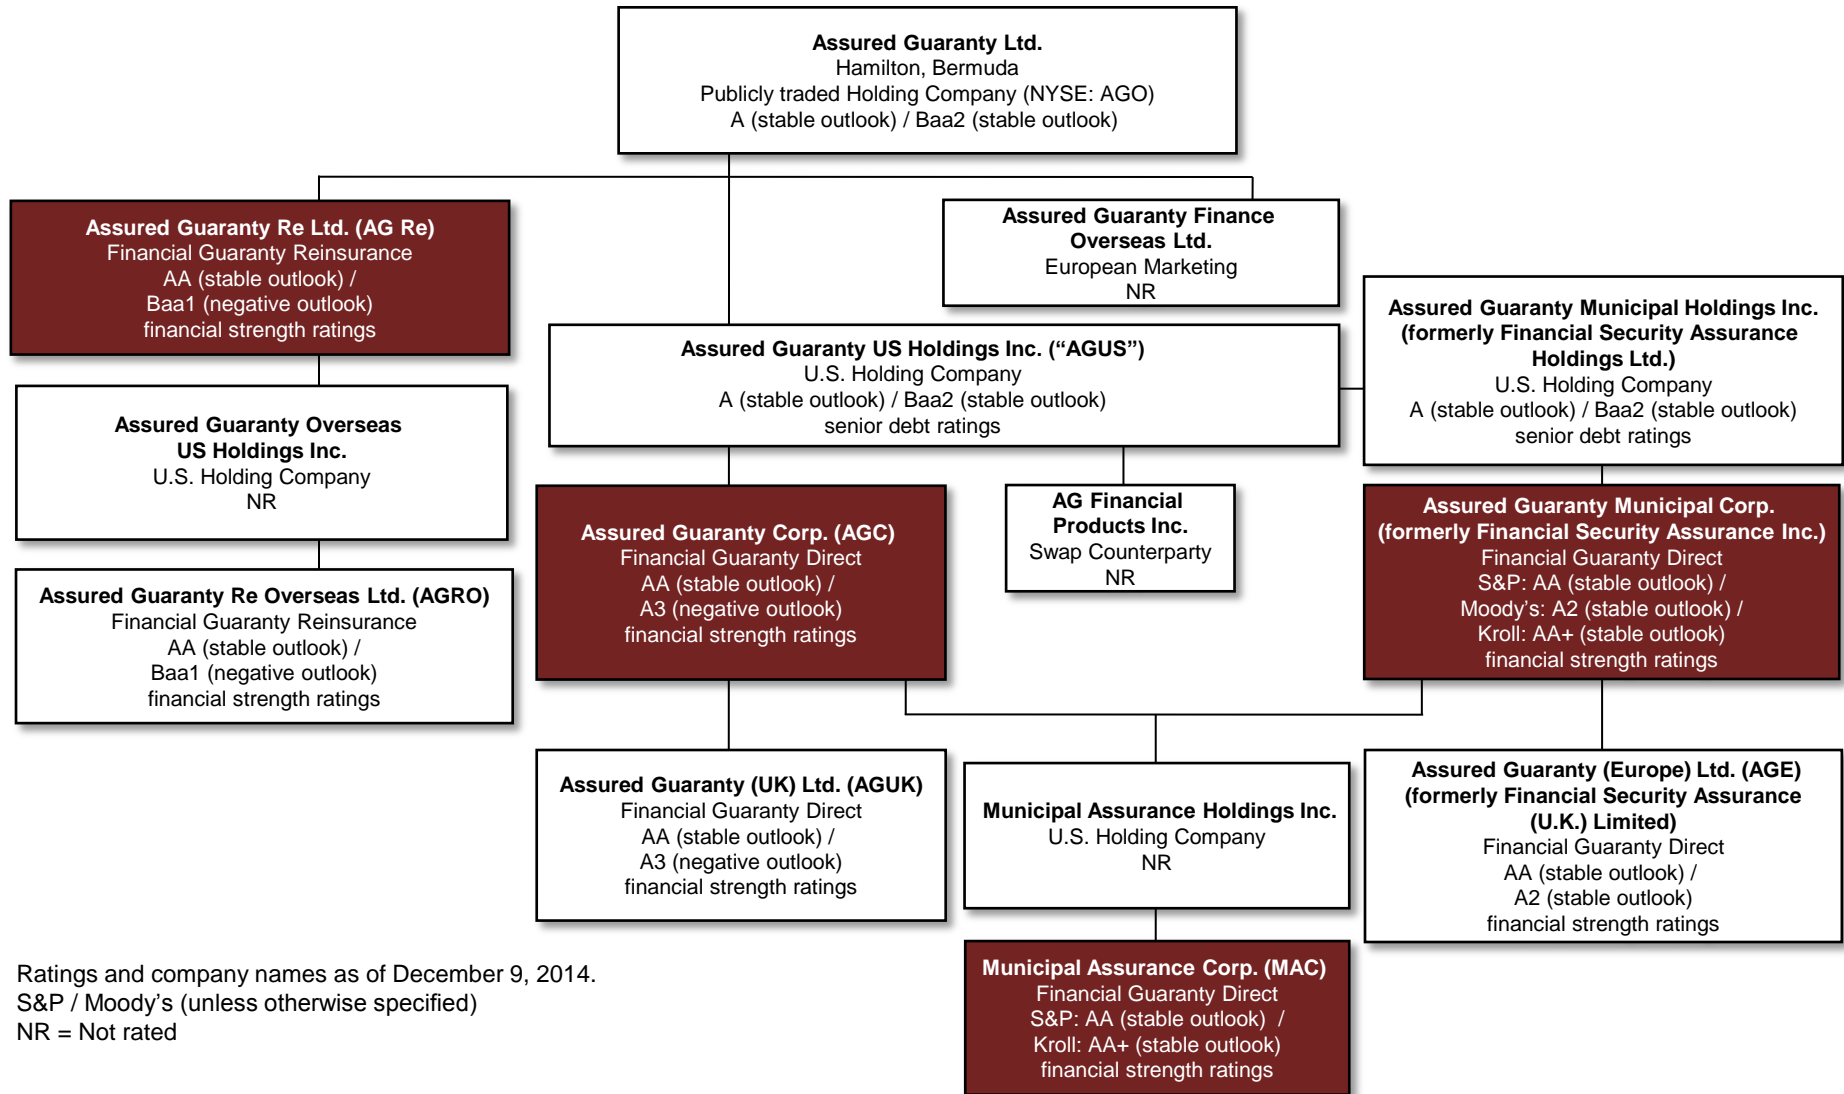 Assured Guaranty Ltd.
Hamilton, Bermuda
Publicly traded Holding Company (NYSE: AGO)
A (stable outlook) / Baa2 (stable outlook)
Assured Guaranty Re Ltd. (AG Re)
Financial Guaranty Reinsurance
AA (stable outlook) /
Baa1 (negative outlook)
financial strength ratings
Assured Guaranty Finance
Overseas Ltd.
European Marketing
NR
Assured Guaranty US Holdings Inc. (“AGUS”)
U.S. Holding Company
A (stable outlook) / Baa2 (stable outlook)
senior debt ratings
Assured Guaranty Municipal Holdings Inc.
(formerly Financial Security Assurance
Holdings Ltd.)
U.S. Holding Company
A (stable outlook) / Baa2 (stable outlook)
senior debt ratings
Assured Guaranty Overseas
US Holdings Inc.
U.S. Holding Company
NR
Assured Guaranty Corp. (AGC)
Financial Guaranty Direct
AA (stable outlook) /
A3 (negative outlook)
financial strength ratings
AG Financial
Products Inc.
Swap Counterparty
NR
Assured Guaranty Municipal Corp.
(formerly Financial Security Assurance Inc.)
Financial Guaranty Direct
S&P: AA (stable outlook) /
Moody’s: A2 (stable outlook) /
Kroll: AA+ (stable outlook)
financial strength ratings
Assured Guaranty Re Overseas Ltd. (AGRO)
Financial Guaranty Reinsurance
AA (stable outlook) /
Baa1 (negative outlook)
financial strength ratings
Assured Guaranty (UK) Ltd. (AGUK)
Financial Guaranty Direct
AA (stable outlook) /
A3 (negative outlook)
financial strength ratings
Municipal Assurance Holdings Inc.
U.S. Holding Company
NR
Assured Guaranty (Europe) Ltd. (AGE)
(formerly Financial Security Assurance
(U.K.) Limited)
Financial Guaranty Direct
AA (stable outlook) /
A2 (stable outlook)
financial strength ratings
Municipal Assurance Corp. (MAC)
Financial Guaranty Direct
S&P: AA (stable outlook) /
Kroll: AA+ (stable outlook)
financial strength ratings
Ratings and company names as of December 9, 2014.
S&P / Moody’s (unless otherwise specified)
NR = Not rated